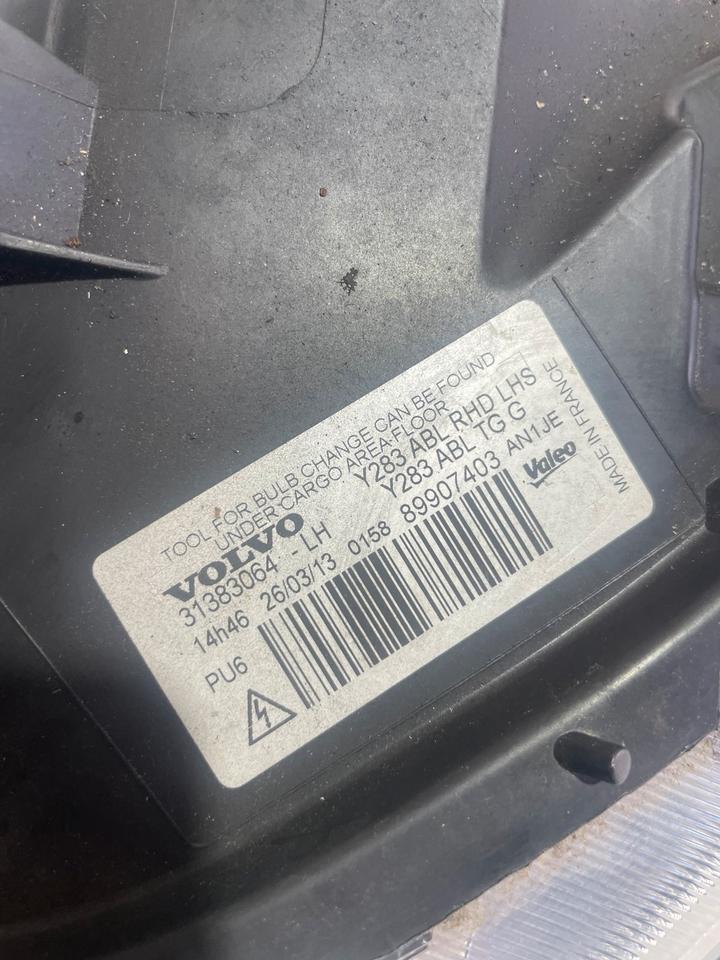 TOOL FOR BULB CHANGE CAN BE FOUND
UNDER CARGO AREA-FLOOR
VOLVO
Y283 ABL RHD LHS
31383064 - LH
Y283 ABL TG G
14h46 26/03/13 0158 89907403 AN1JE
PU6
Valeo
MADE IN FRANCE